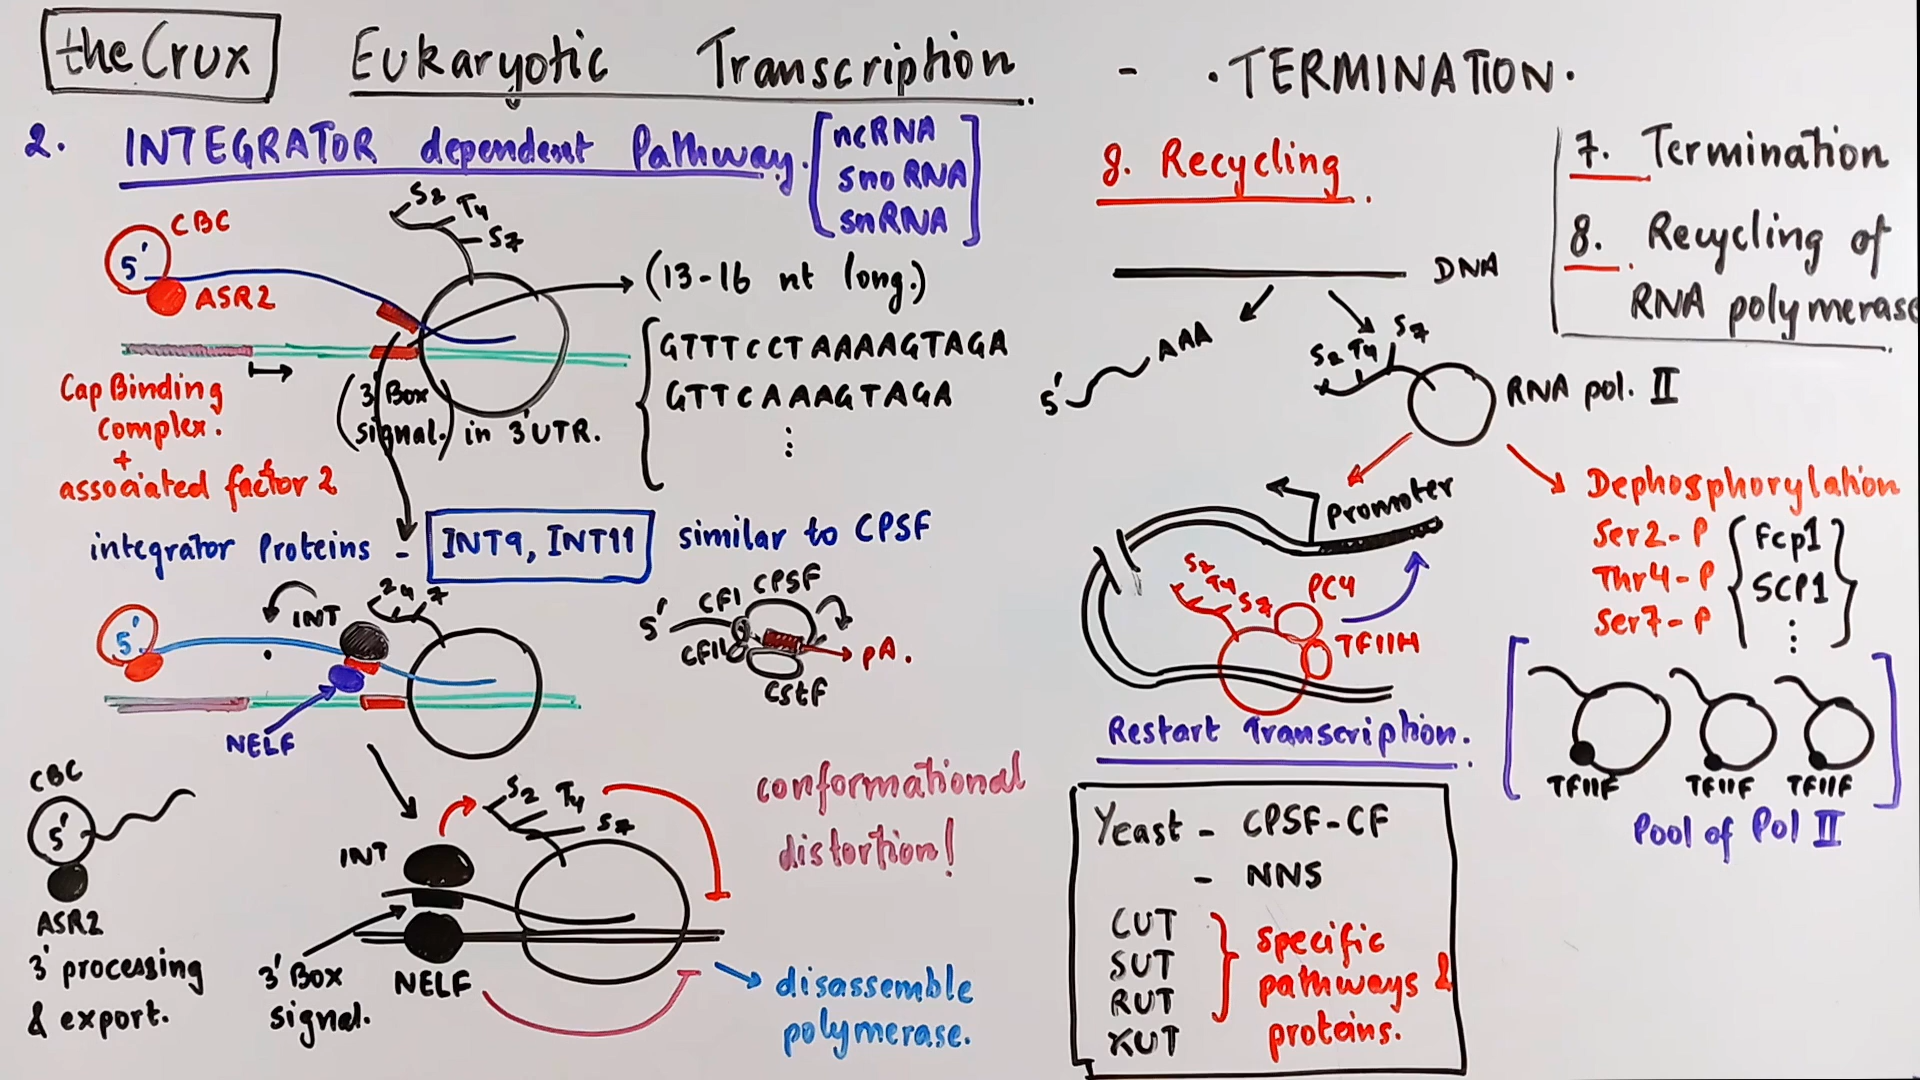 the Crux Eukaryotic Transcription - . TERMINATION .
2. INTEGRATOR dependent Pathway.
ncRNA
snoRNA
snRNA
CBC
5'
ASR2
S2
T4
S7
(13-16 nt long.)
GTTTCCTAAAAGTAGA
GTTCAAAGTAGA
⋮
Cap Binding
Complex.
+
associated factor 2
(3' Box
signal.) in 3'UTR.
integrator Proteins - INT9, INT11 similar to CPSF
5'
INT
2 4 7
NELF
5'
CFI
CPSF
CFII
CstF
pA.
CBC
5'
ASR2
3' processing
& export.
INT
S2
T4
S7
3' Box
signal.
NELF
conformational
distortion!
disassemble
polymerase.
8. Recycling
DNA
5'
AAA
S2 T4 S7
RNA pol. II
Promoter
S2
T4
S7
PC4
TFIIH
Restart Transcription.
Dephosphorylation
Ser2-P
Thr4-P
Ser7-P
Fcp1
SCP1
⋮
TFIIF TFIIF TFIIF
Pool of Pol II
Yeast - CPSF-CF
- NNS
CUT
SUT
RUT
XUT
specific
pathways &
proteins.
7. Termination
8. Recycling of
RNA polymerase